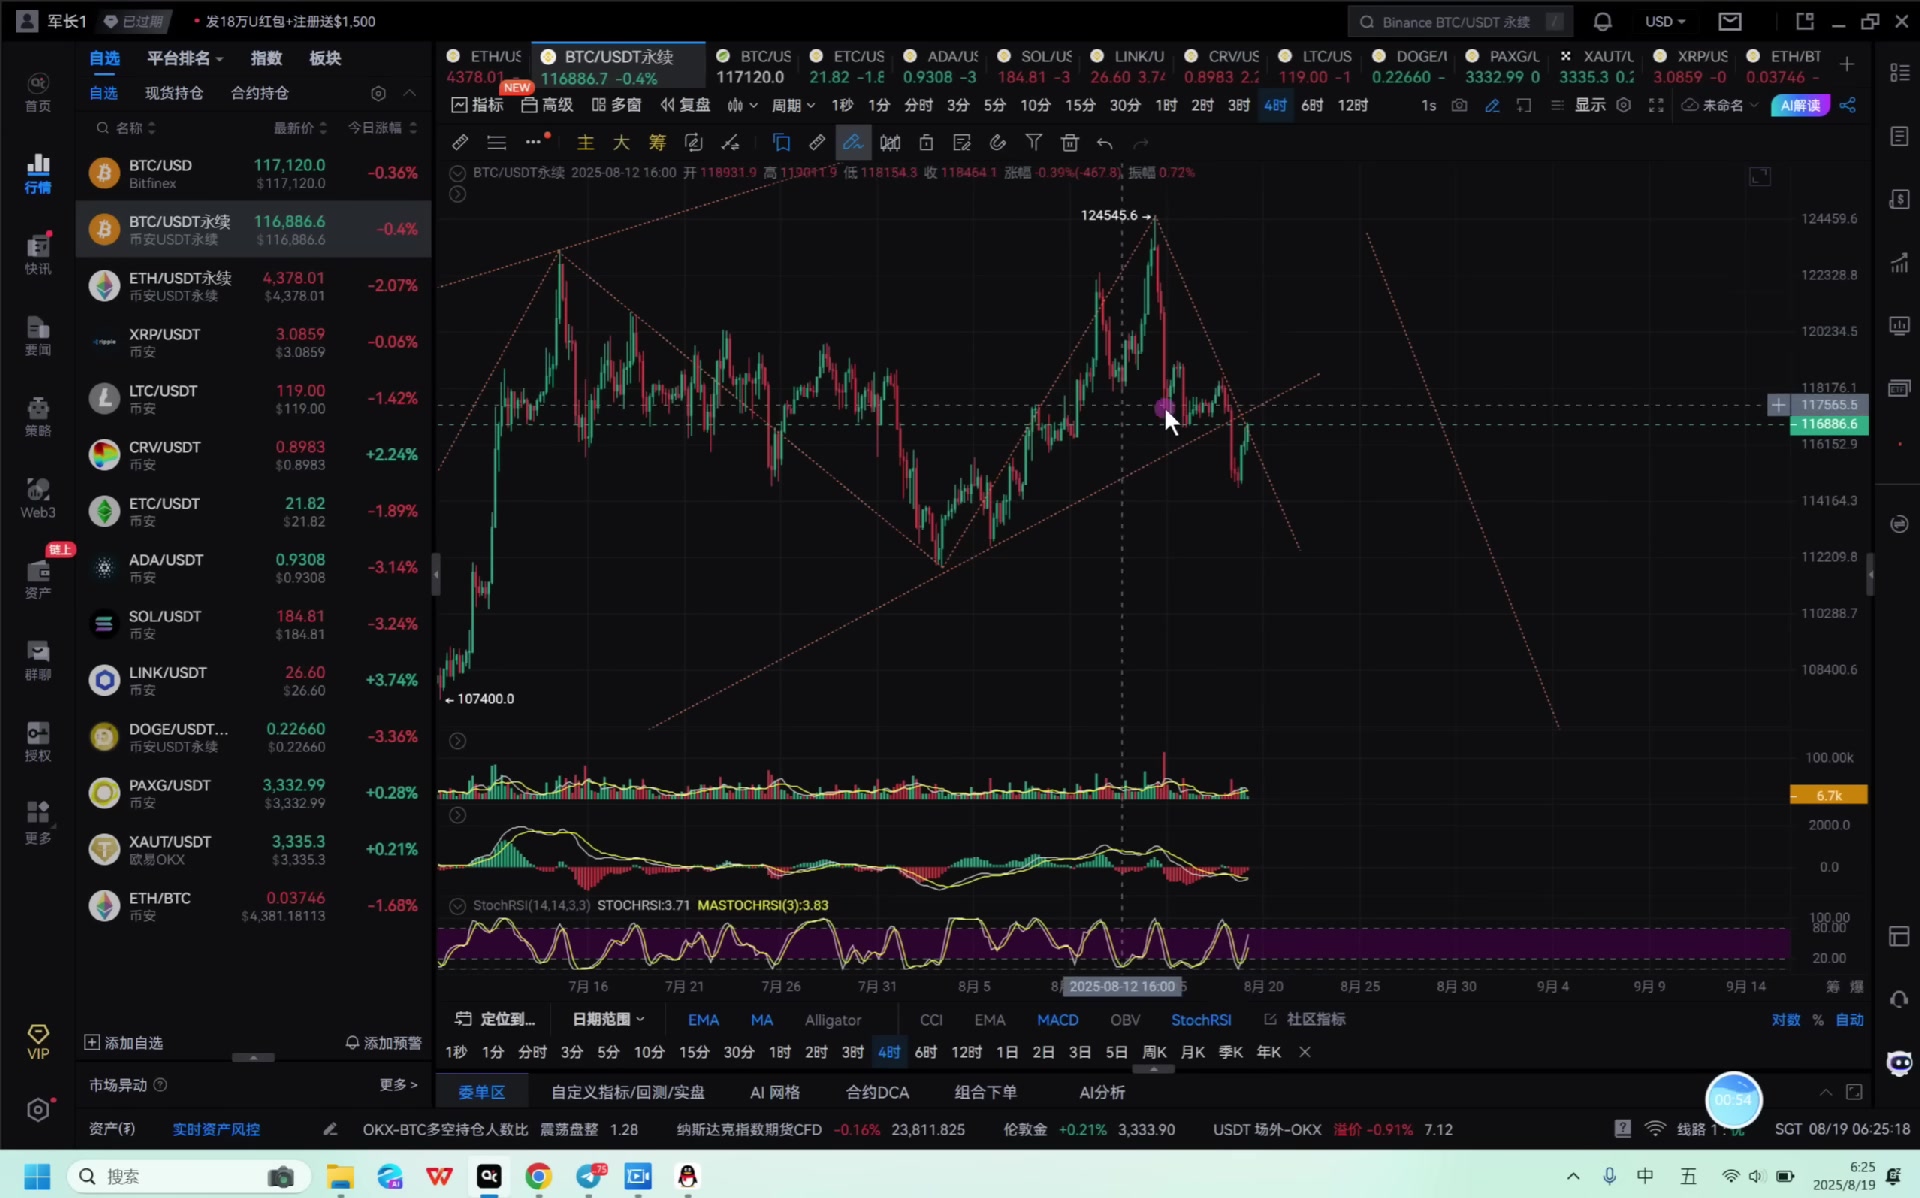 军长1 已过期 • 发18万U红包+注册送$1,500
Binance BTC/USDT 永续 /
USD
首页
行情
快讯
要闻
策略
Web3
链上
资产
群聊
授权
更多
VIP
自选 平台排名 指数 板块
自选 现货持仓 合约持仓
名称 最新价 今日涨幅
BTC/USD 117,120.0 -0.36%
Bitfinex $117,120.0
BTC/USDT永续 116,886.6 -0.4%
币安USDT永续 $116,886.6
ETH/USDT永续 4,378.01 -2.07%
币安USDT永续 $4,378.01
XRP/USDT 3.0859 -0.06%
币安 $3.0859
LTC/USDT 119.00 -1.42%
币安 $119.00
CRV/USDT 0.8983 +2.24%
币安 $0.8983
ETC/USDT 21.82 -1.89%
币安 $21.82
ADA/USDT 0.9308 -3.14%
币安 $0.9308
SOL/USDT 184.81 -3.24%
币安 $184.81
LINK/USDT 26.60 +3.74%
币安 $26.60
DOGE/USDT... 0.22660 -3.36%
币安USDT永续 $0.22660
PAXG/USDT 3,332.99 +0.28%
币安 $3,332.99
XAUT/USDT 3,335.3 +0.21%
欧易OKX $3,335.3
ETH/BTC 0.03746 -1.68%
币安 $4,381.18113
添加自选 添加预警
市场异动 更多 >
ETH/US BTC/USDT永续 BTC/US ETC/US ADA/US SOL/US LINK/U CRV/US LTC/US DOGE/I PAXG/L XAUT/L XRP/US ETH/BT
4378.01 - 116886.7 -0.4% 117120.0 21.82 -1.8 0.9308 -3 184.81 -3 26.60 3.74 0.8983 2.2 119.00 -1 0.22660 - 3332.99 0 3335.3 0.2 3.0859 -0 0.03746 -
NEW
指标 高级 多窗 复盘 周期 1秒 1分 分时 3分 5分 10分 15分 30分 1时 2时 3时 4时 6时 12时 1s 显示 未命名 AI解读
主 大 筹
BTC/USDT永续 2025-08-12 16:00 开 118931.9 高 119011.9 低 118154.3 收 118464.1 涨幅 -0.39%(-467.8) 振幅 0.72%
124545.6
107400.0
124459.6
122328.8
120234.5
118176.1
117565.5
116886.6
116152.9
114164.3
112209.8
110288.7
108400.6
100.00k
6.7k
2000.0
0.0
StochRSI(14,14,3,3) STOCHRSI:3.71 MASTOCHRSI(3):3.83
100.00
80.00
20.00
7月 16 7月 21 7月 26 7月 31 8月 5 2025-08-12 16:00 8月 20 8月 25 8月 30 9月 4 9月 9 9月 14 筹 爆
定位到... 日期范围 EMA MA Alligator CCI EMA MACD OBV StochRSI 社区指标 对数 % 自动
1秒 1分 分时 3分 5分 10分 15分 30分 1时 2时 3时 4时 6时 12时 1日 2日 3日 5日 周K 月K 季K 年K
委单区 自定义指标/回测/实盘 AI 网格 合约DCA 组合下单 AI分析
00:54
资产(₮) 实时资产风控 OKX-BTC多空持仓人数比 震荡盘整 1.28 纳斯达克指数期货CFD -0.16% 23,811.825 伦敦金 +0.21% 3,333.90 USDT 场外-OKX 溢价 -0.91% 7.12 线路 1 SGT 08/19 06:25:18
搜索
75
中 五
6:25
2025/8/19